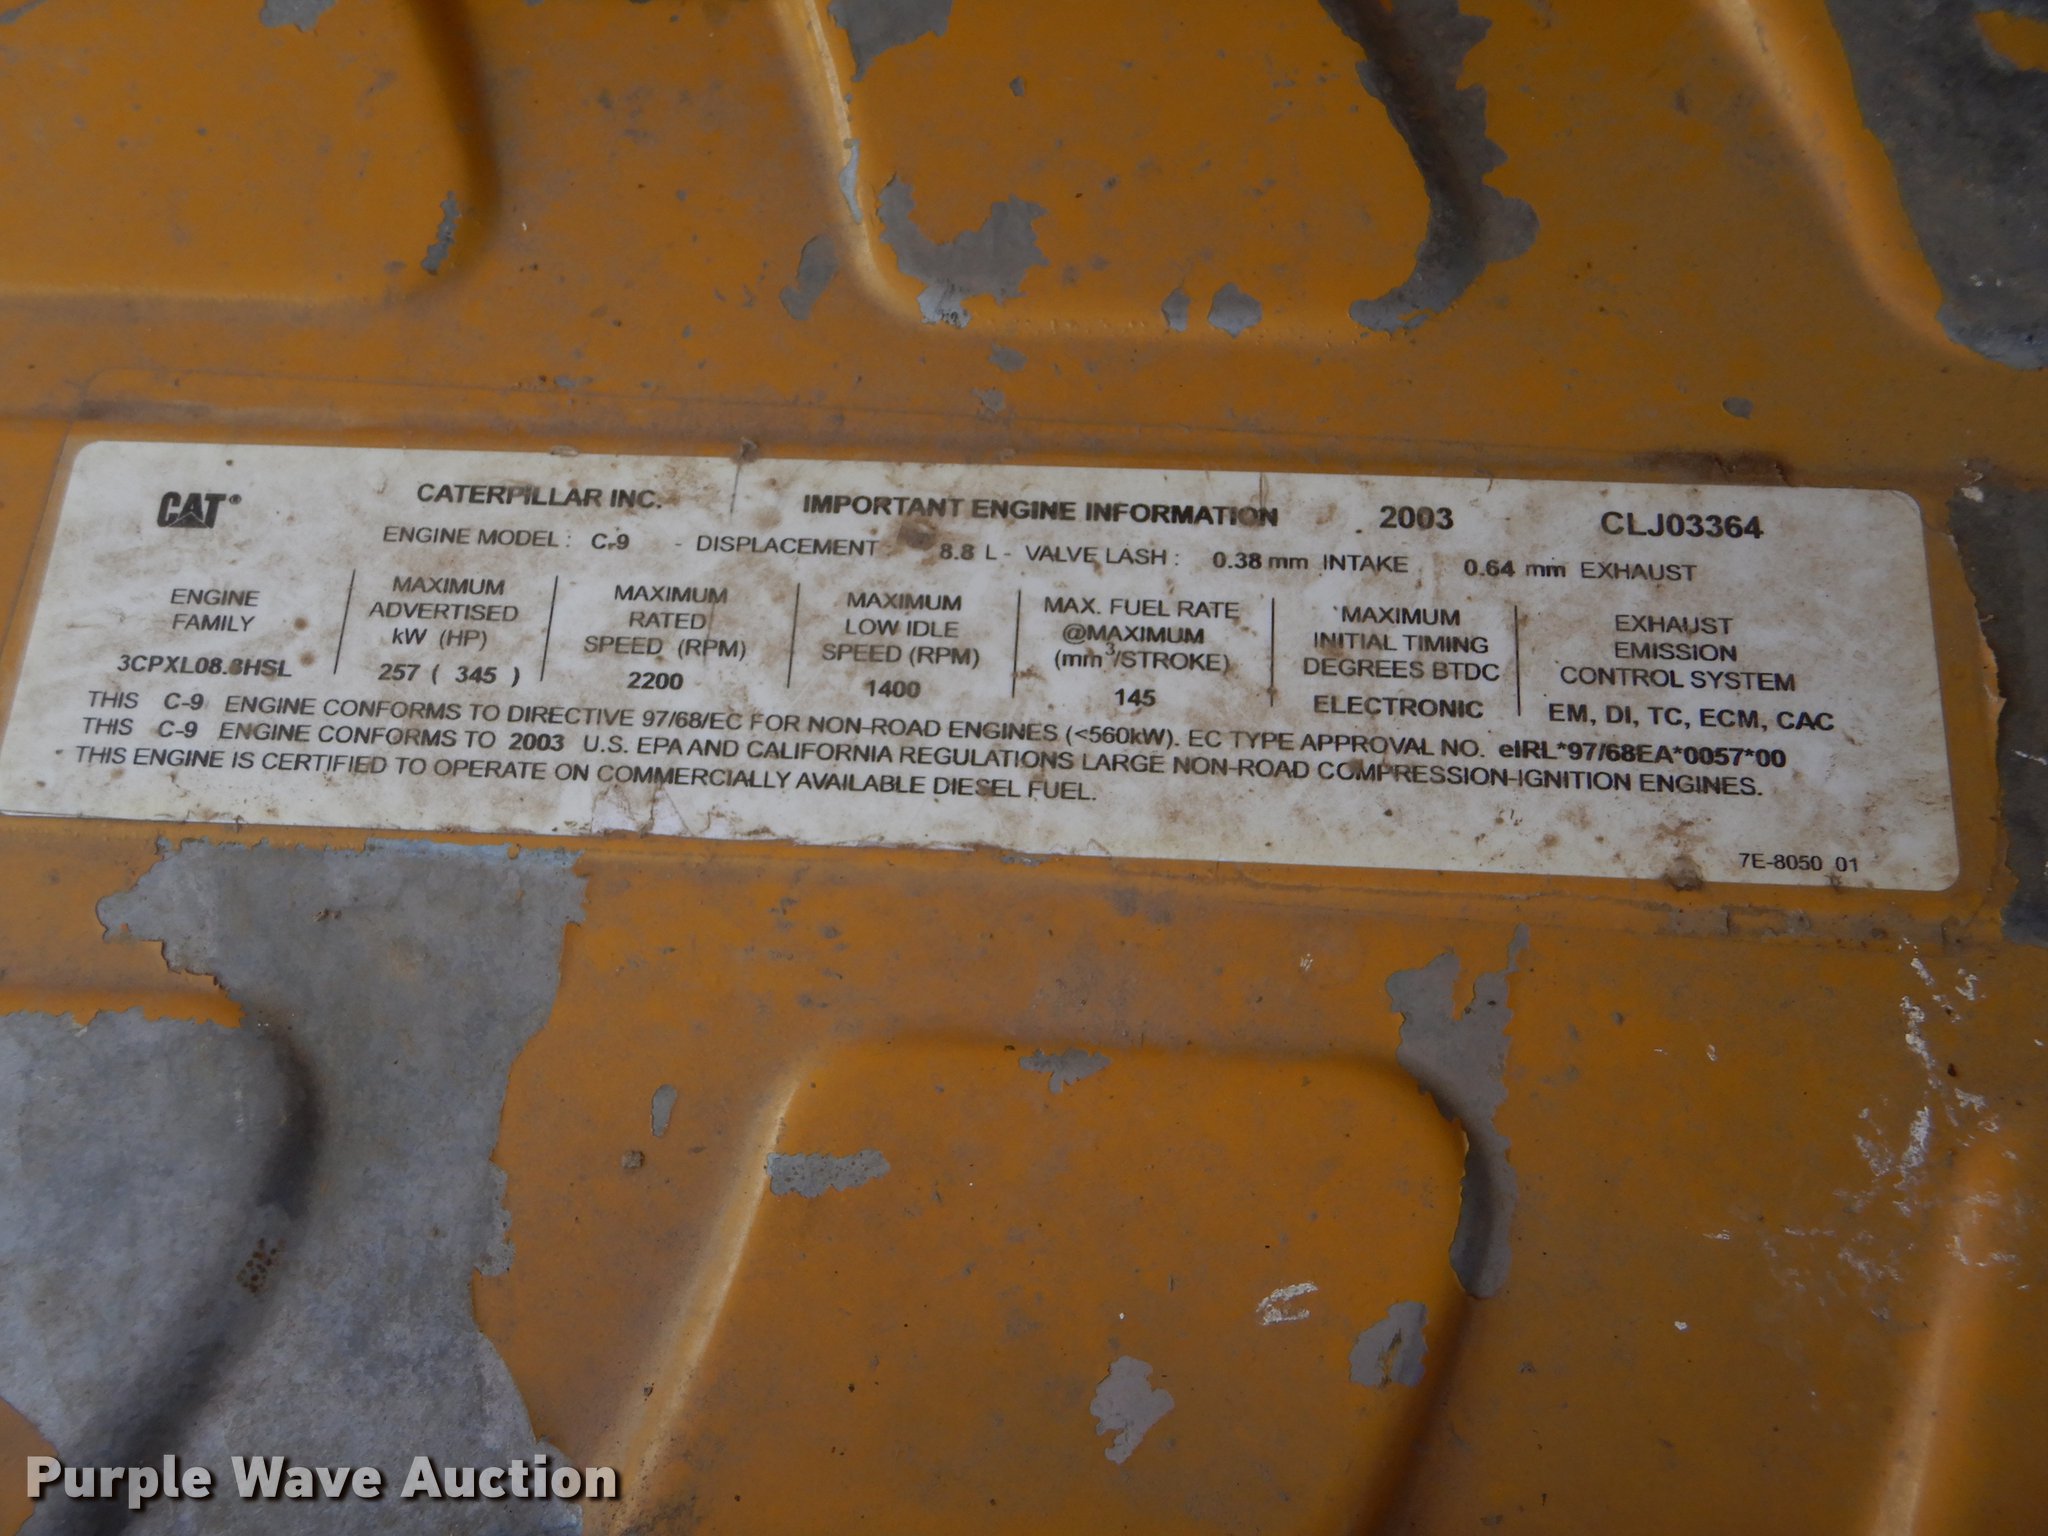 CAT® CATERPILLAR INC. IMPORTANT ENGINE INFORMATION 2003 CLJ03364
ENGINE MODEL: C-9 - DISPLACEMENT: 8.8 L - VALVE LASH: 0.38 mm INTAKE 0.64 mm EXHAUST
ENGINE FAMILY
3CPXL08.8HSL
MAXIMUM ADVERTISED kW (HP)
257 ( 345 )
MAXIMUM RATED SPEED (RPM)
2200
MAXIMUM LOW IDLE SPEED (RPM)
1400
MAX. FUEL RATE @MAXIMUM (mm³/STROKE)
145
MAXIMUM INITIAL TIMING DEGREES BTDC
ELECTRONIC
EXHAUST EMISSION CONTROL SYSTEM
EM, DI, TC, ECM, CAC
THIS C-9 ENGINE CONFORMS TO DIRECTIVE 97/68/EC FOR NON-ROAD ENGINES (<560kW). EC TYPE APPROVAL NO. eIRL*97/68EA*0057*00
THIS C-9 ENGINE CONFORMS TO 2003 U.S. EPA AND CALIFORNIA REGULATIONS LARGE NON-ROAD COMPRESSION-IGNITION ENGINES.
THIS ENGINE IS CERTIFIED TO OPERATE ON COMMERCIALLY AVAILABLE DIESEL FUEL.
7E-8050 01
Purple Wave Auction